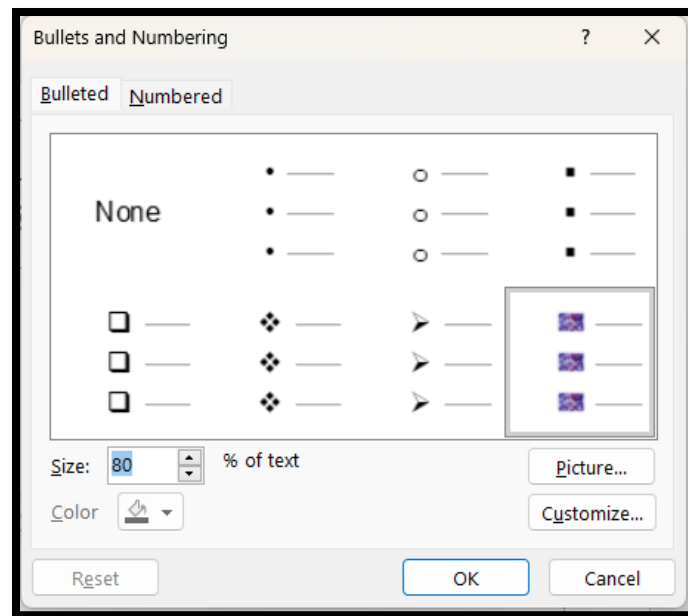 Bullets and Numbering
Bulleted
Numbered
None
Size: 80 % of text
Picture...
Color
Customize...
Reset
OK
Cancel